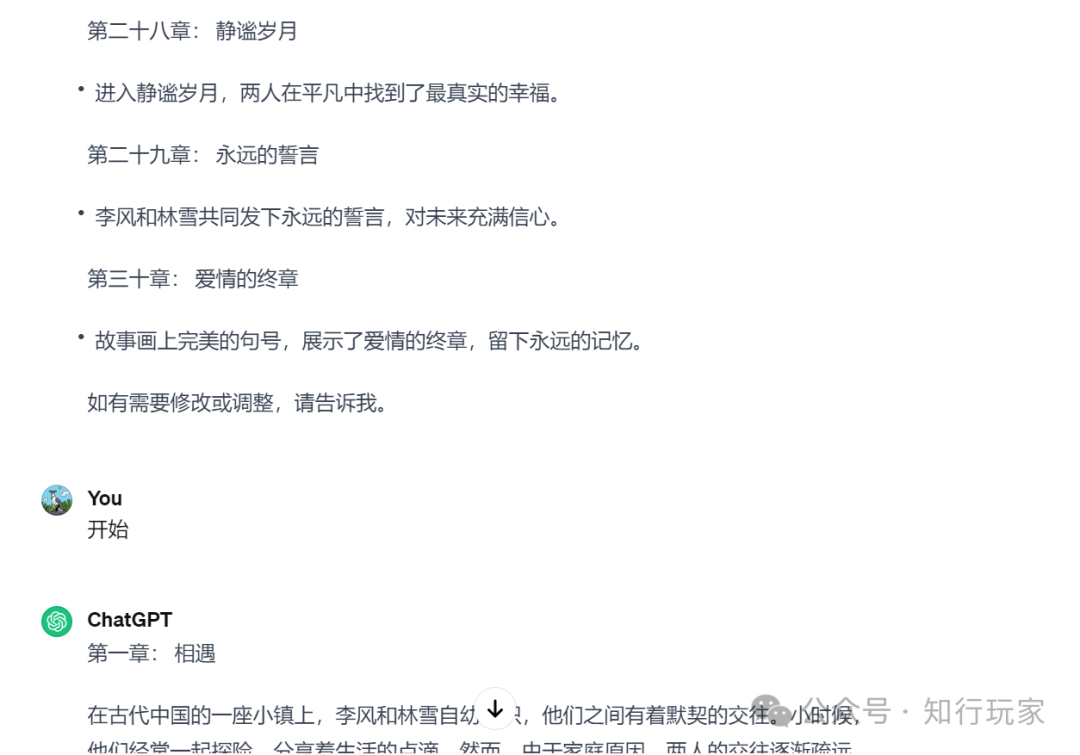 第二十八章： 静谧岁月
• 进入静谧岁月，两人在平凡中找到了最真实的幸福。
第二十九章： 永远的誓言
• 李风和林雪共同发下永远的誓言，对未来充满信心。
第三十章： 爱情的终章
• 故事画上完美的句号，展示了爱情的终章，留下永远的记忆。
如有需要修改或调整，请告诉我。
You
开始
ChatGPT
第一章： 相遇
在古代中国的一座小镇上，李风和林雪自幼，他们之间有着默契的交往。小时候，
他们经常一起探险，分享着生活的点滴。然而，由于家庭原因，两人的交往逐渐疏远
公众号 · 知行玩家